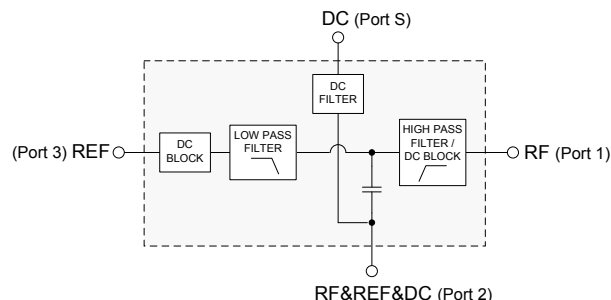 DC (Port S)
DC
FILTER
(Port 3) REF
DC
BLOCK
LOW PASS
FILTER
HIGH PASS
FILTER /
DC BLOCK
RF (Port 1)
RF&REF&DC (Port 2)